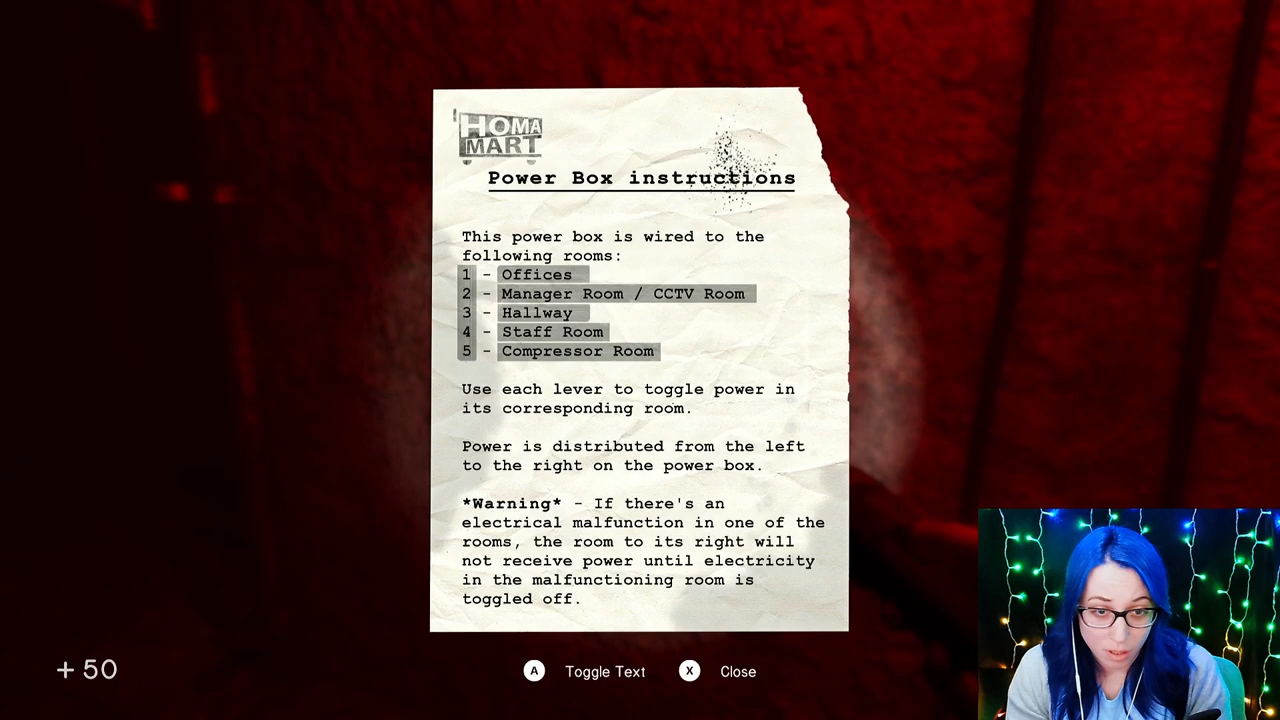 HOMA
MART
Power Box instructions
This power box is wired to the
following rooms:
1 - Offices
2 - Manager Room / CCTV Room
3 - Hallway
4 - Staff Room
5 - Compressor Room
Use each lever to toggle power in
its corresponding room.
Power is distributed from the left
to the right on the power box.
*Warning* - If there's an
electrical malfunction in one of the
rooms, the room to its right will
not receive power until electricity
in the malfunctioning room is
toggled off.
+ 50
A Toggle Text X Close